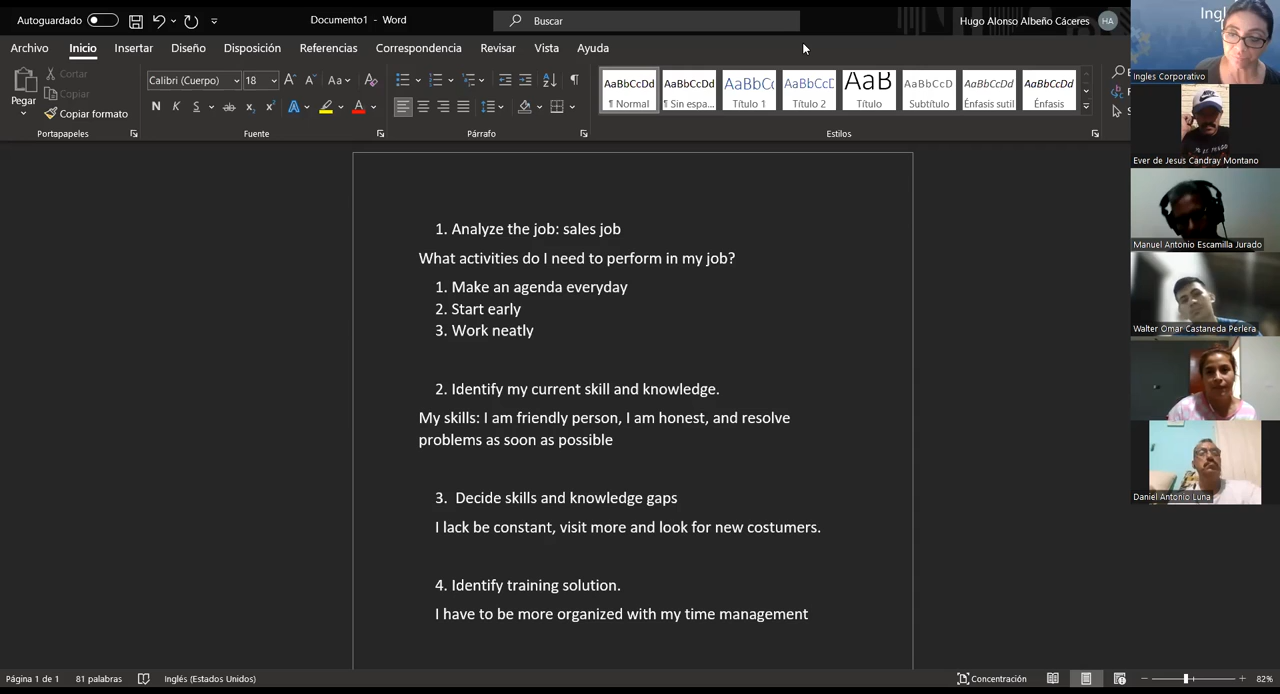 Autoguardado
Documento1 - Word
Buscar
Hugo Alonso Albeño Cáceres
HA
Archivo Inicio Insertar Diseño Disposición Referencias Correspondencia Revisar Vista Ayuda
Pegar
Cortar
Copiar
Copiar formato
Portapapeles
Calibri (Cuerpo) 18
Aa
N K S ab x₂ x²
A A
Fuente
Párrafo
AaBbCcDd AaBbCcDd AaBbCc AaBbCcD AaB AaBbCcD AaBbCcDd AaBbCcDd
¶ Normal ¶ Sin espa... Título 1 Título 2 Título Subtítulo Énfasis sutil Énfasis
Estilos
1. Analyze the job: sales job
What activities do I need to perform in my job?
1. Make an agenda everyday
2. Start early
3. Work neatly
2. Identify my current skill and knowledge.
My skills: I am friendly person, I am honest, and resolve
problems as soon as possible
3. Decide skills and knowledge gaps
I lack be constant, visit more and look for new costumers.
4. Identify training solution.
I have to be more organized with my time management
Ingles Corporativo
Ever de Jesus Candray Montano
Manuel Antonio Escamilla Jurado
Walter Omar Castaneda Perlera
Daniel Antonio Luna
Página 1 de 1 81 palabras Inglés (Estados Unidos)
Concentración
82%